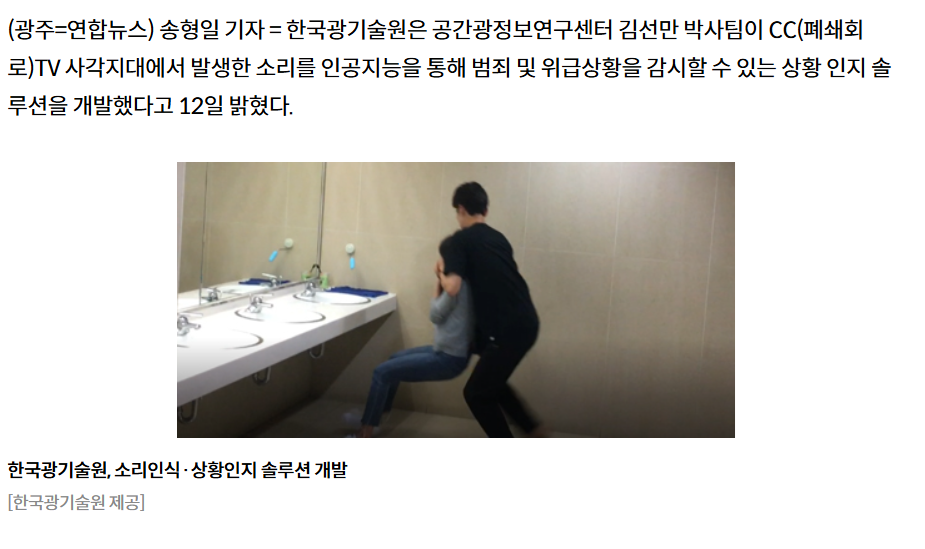 (광주=연합뉴스) 송형일 기자 = 한국광기술원은 공간광정보연구센터 김선만 박사팀이 CC(폐쇄회
로)TV 사각지대에서 발생한 소리를 인공지능을 통해 범죄 및 위급상황을 감시할 수 있는 상황 인지 솔
루션을 개발했다고 12일 밝혔다.
한국광기술원, 소리인식·상황인지 솔루션 개발
[한국광기술원 제공]